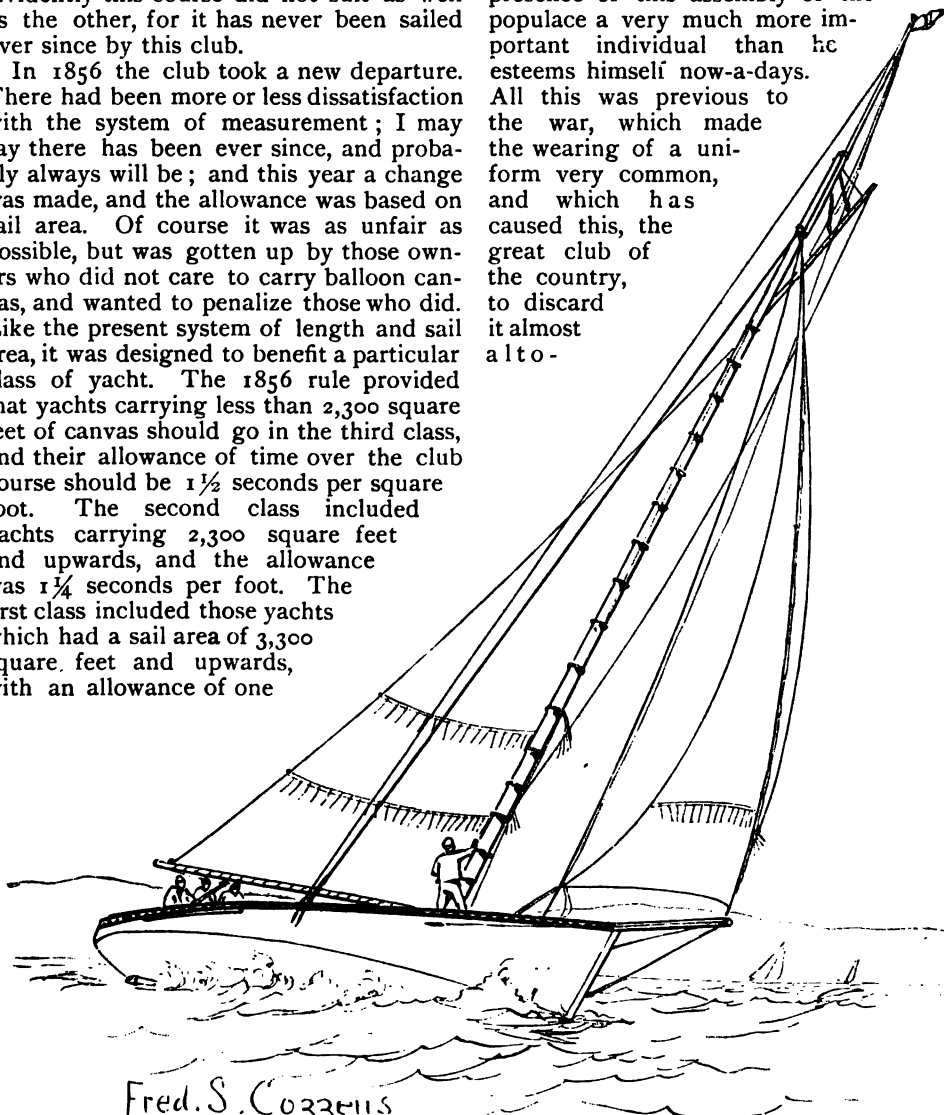 vidently this course did not suit as well
s the other, for it has never been sailed
ver since by this club.
In 1856 the club took a new departure.
There had been more or less dissatisfaction
ith the system of measurement; I may
ay there has been ever since, and proba-
ly always will be; and this year a change
as made, and the allowance was based on
ail area. Of course it was as unfair as
ossible, but was gotten up by those own-
rs who did not care to carry balloon can-
as, and wanted to penalize those who did.
Like the present system of length and sail
rea, it was designed to benefit a particular
lass of yacht. The 1856 rule provided
hat yachts carrying less than 2,300 square
eet of canvas should go in the third class,
nd their allowance of time over the club
ourse should be 1½ seconds per square
oot. The second class included
achts carrying 2,300 square feet
nd upwards, and the allowance
as 1¼ seconds per foot. The
rst class included those yachts
hich had a sail area of 3,300
quare feet and upwards,
ith an allowance of one
presence of this assembly of the
populace a very much more im-
portant individual than he
esteems himself now-a-days.
All this was previous to
the war, which made
the wearing of a uni-
form very common,
and which has
caused this, the
great club of
the country,
to discard
it almost
alto-
Fred. S. Cozzens